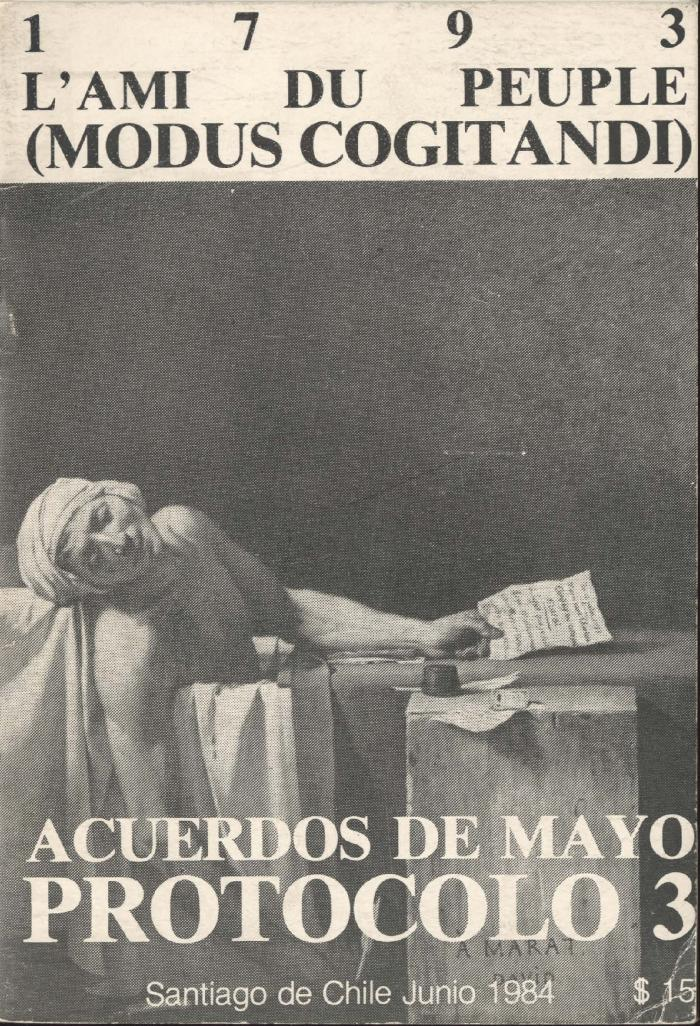 1 7 9 3
L'AMI DU PEUPLE
(MODUS COGITANDI)
ACUERDOS DE MAYO
PROTOCOLO 3
À MARAT.
DAVID
Santiago de Chile Junio 1984 $ 15